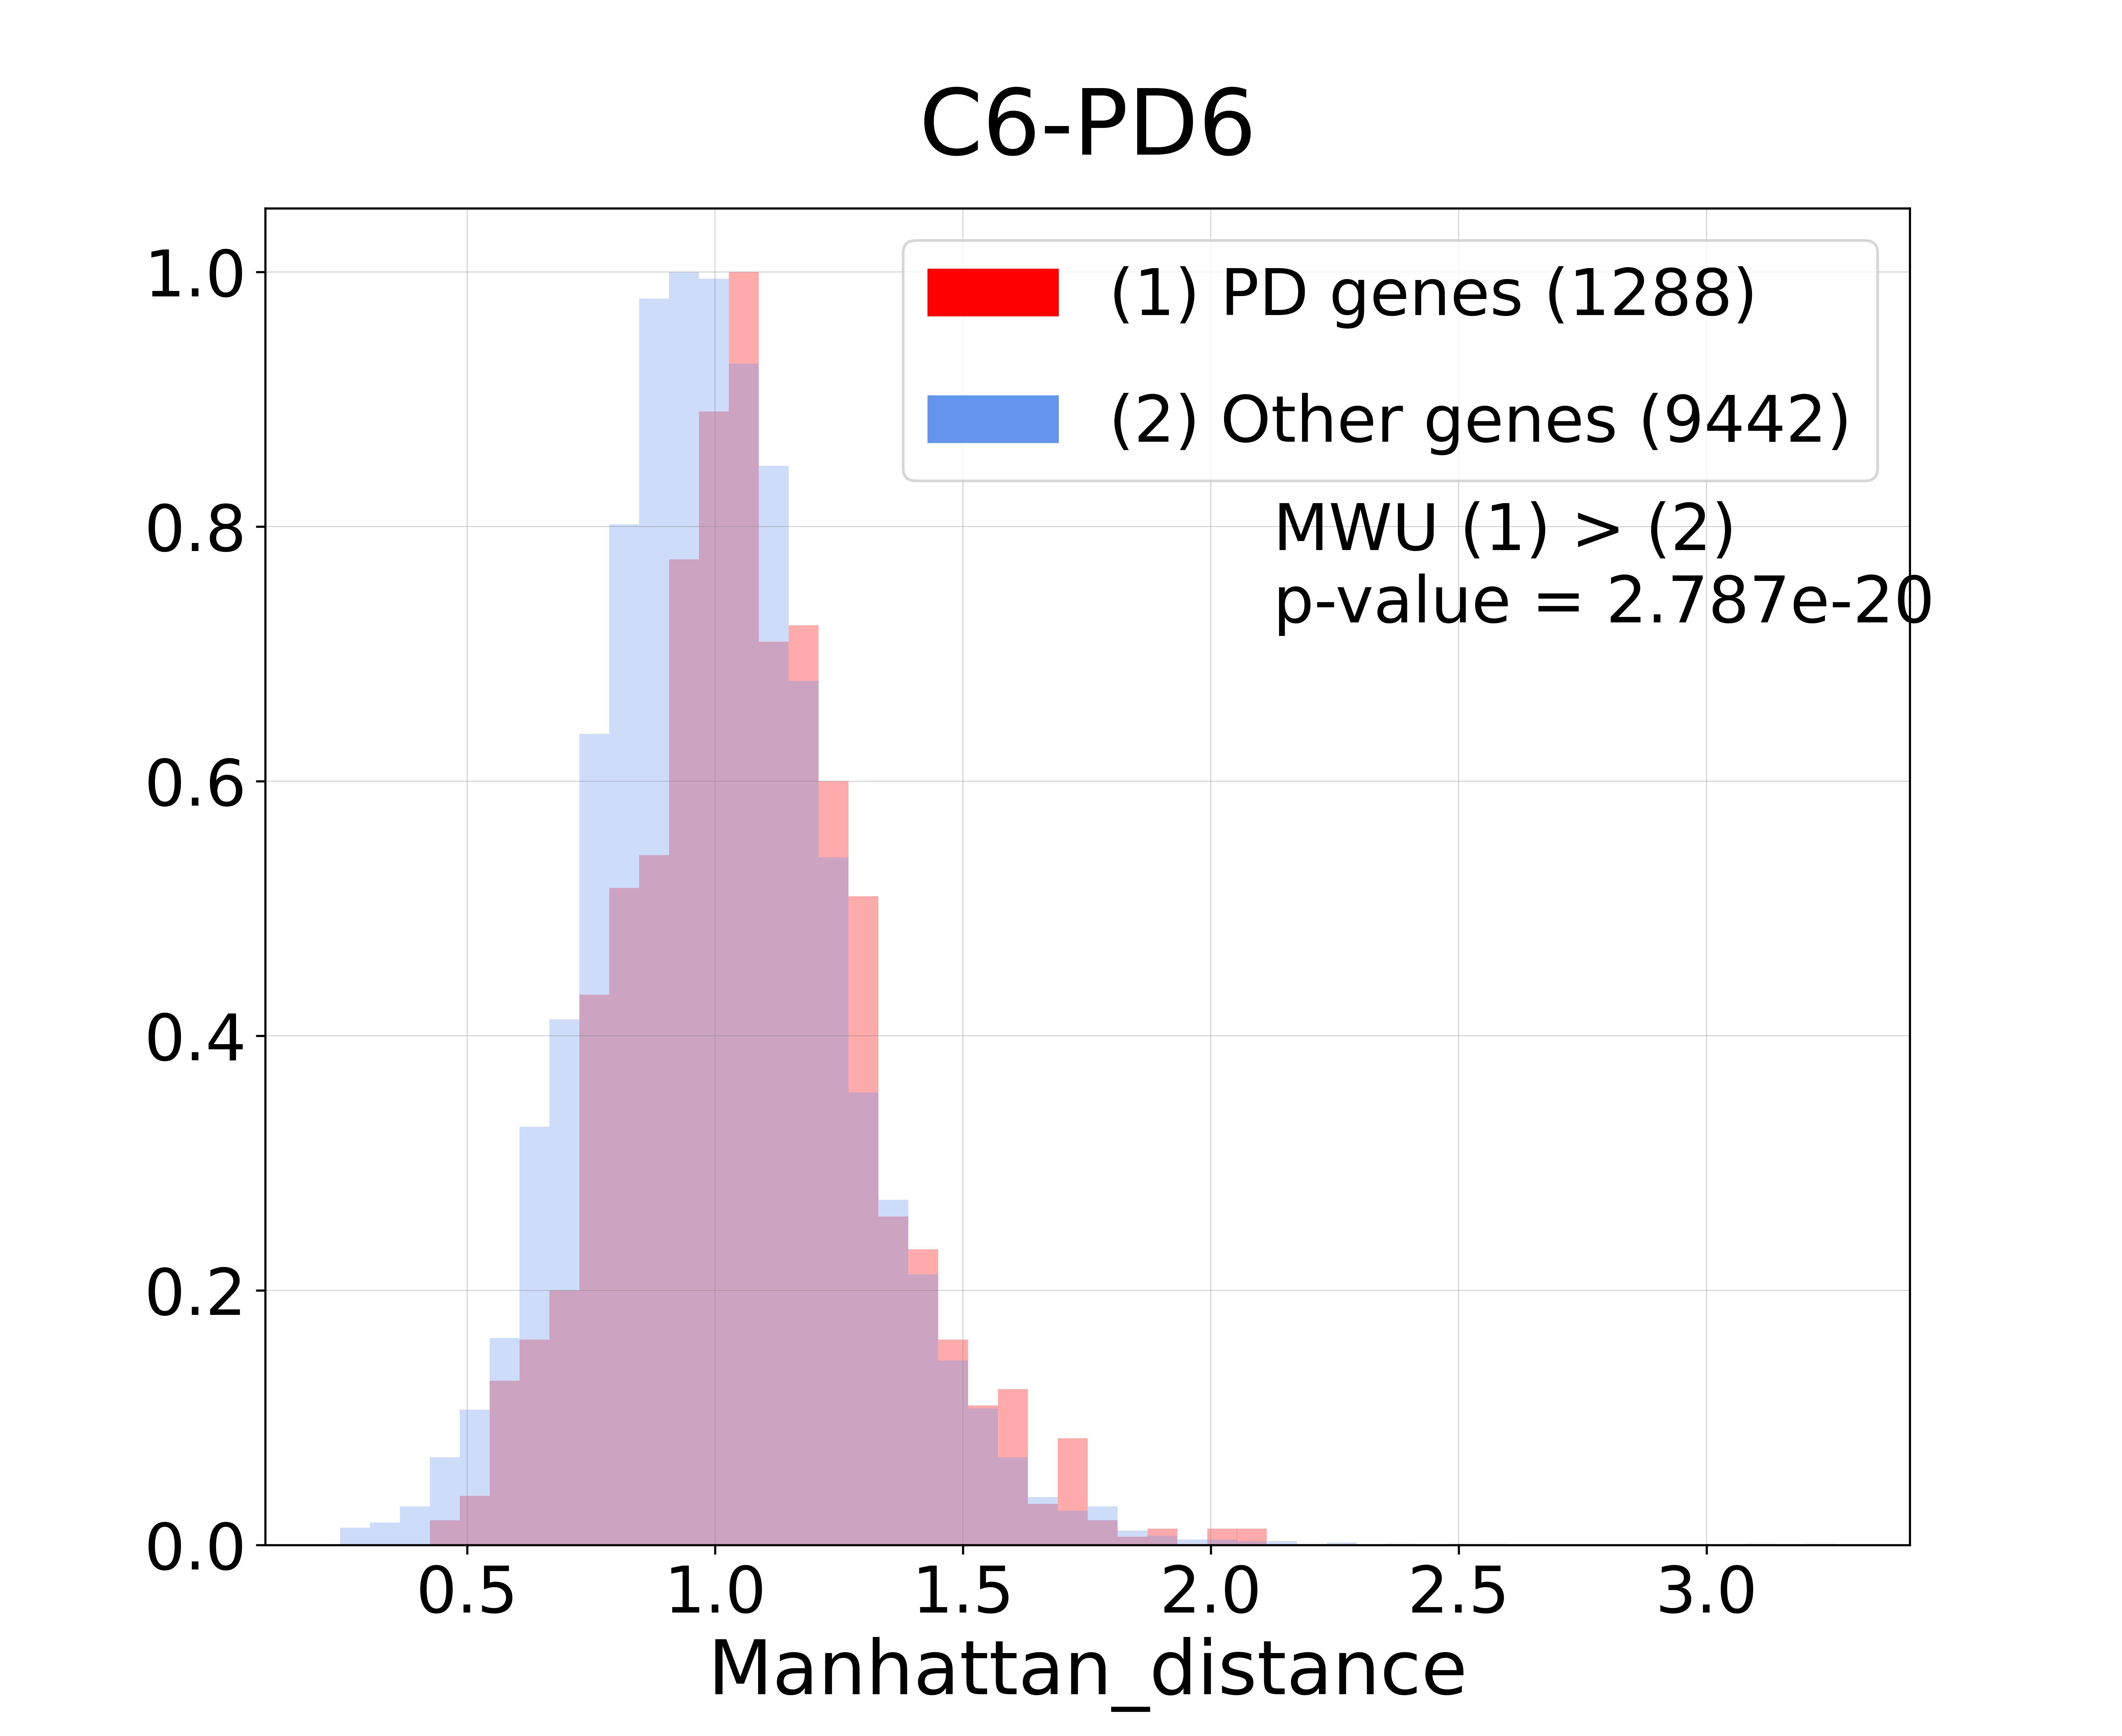 C6-PD6
(1) PD genes (1288)
(2) Other genes (9442)
MWU (1) > (2)
p-value = 2.787e-20
1.0
0.8
0.6
0.4
0.2
0.0
0.5 1.0 1.5 2.0 2.5 3.0
Manhattan_distance